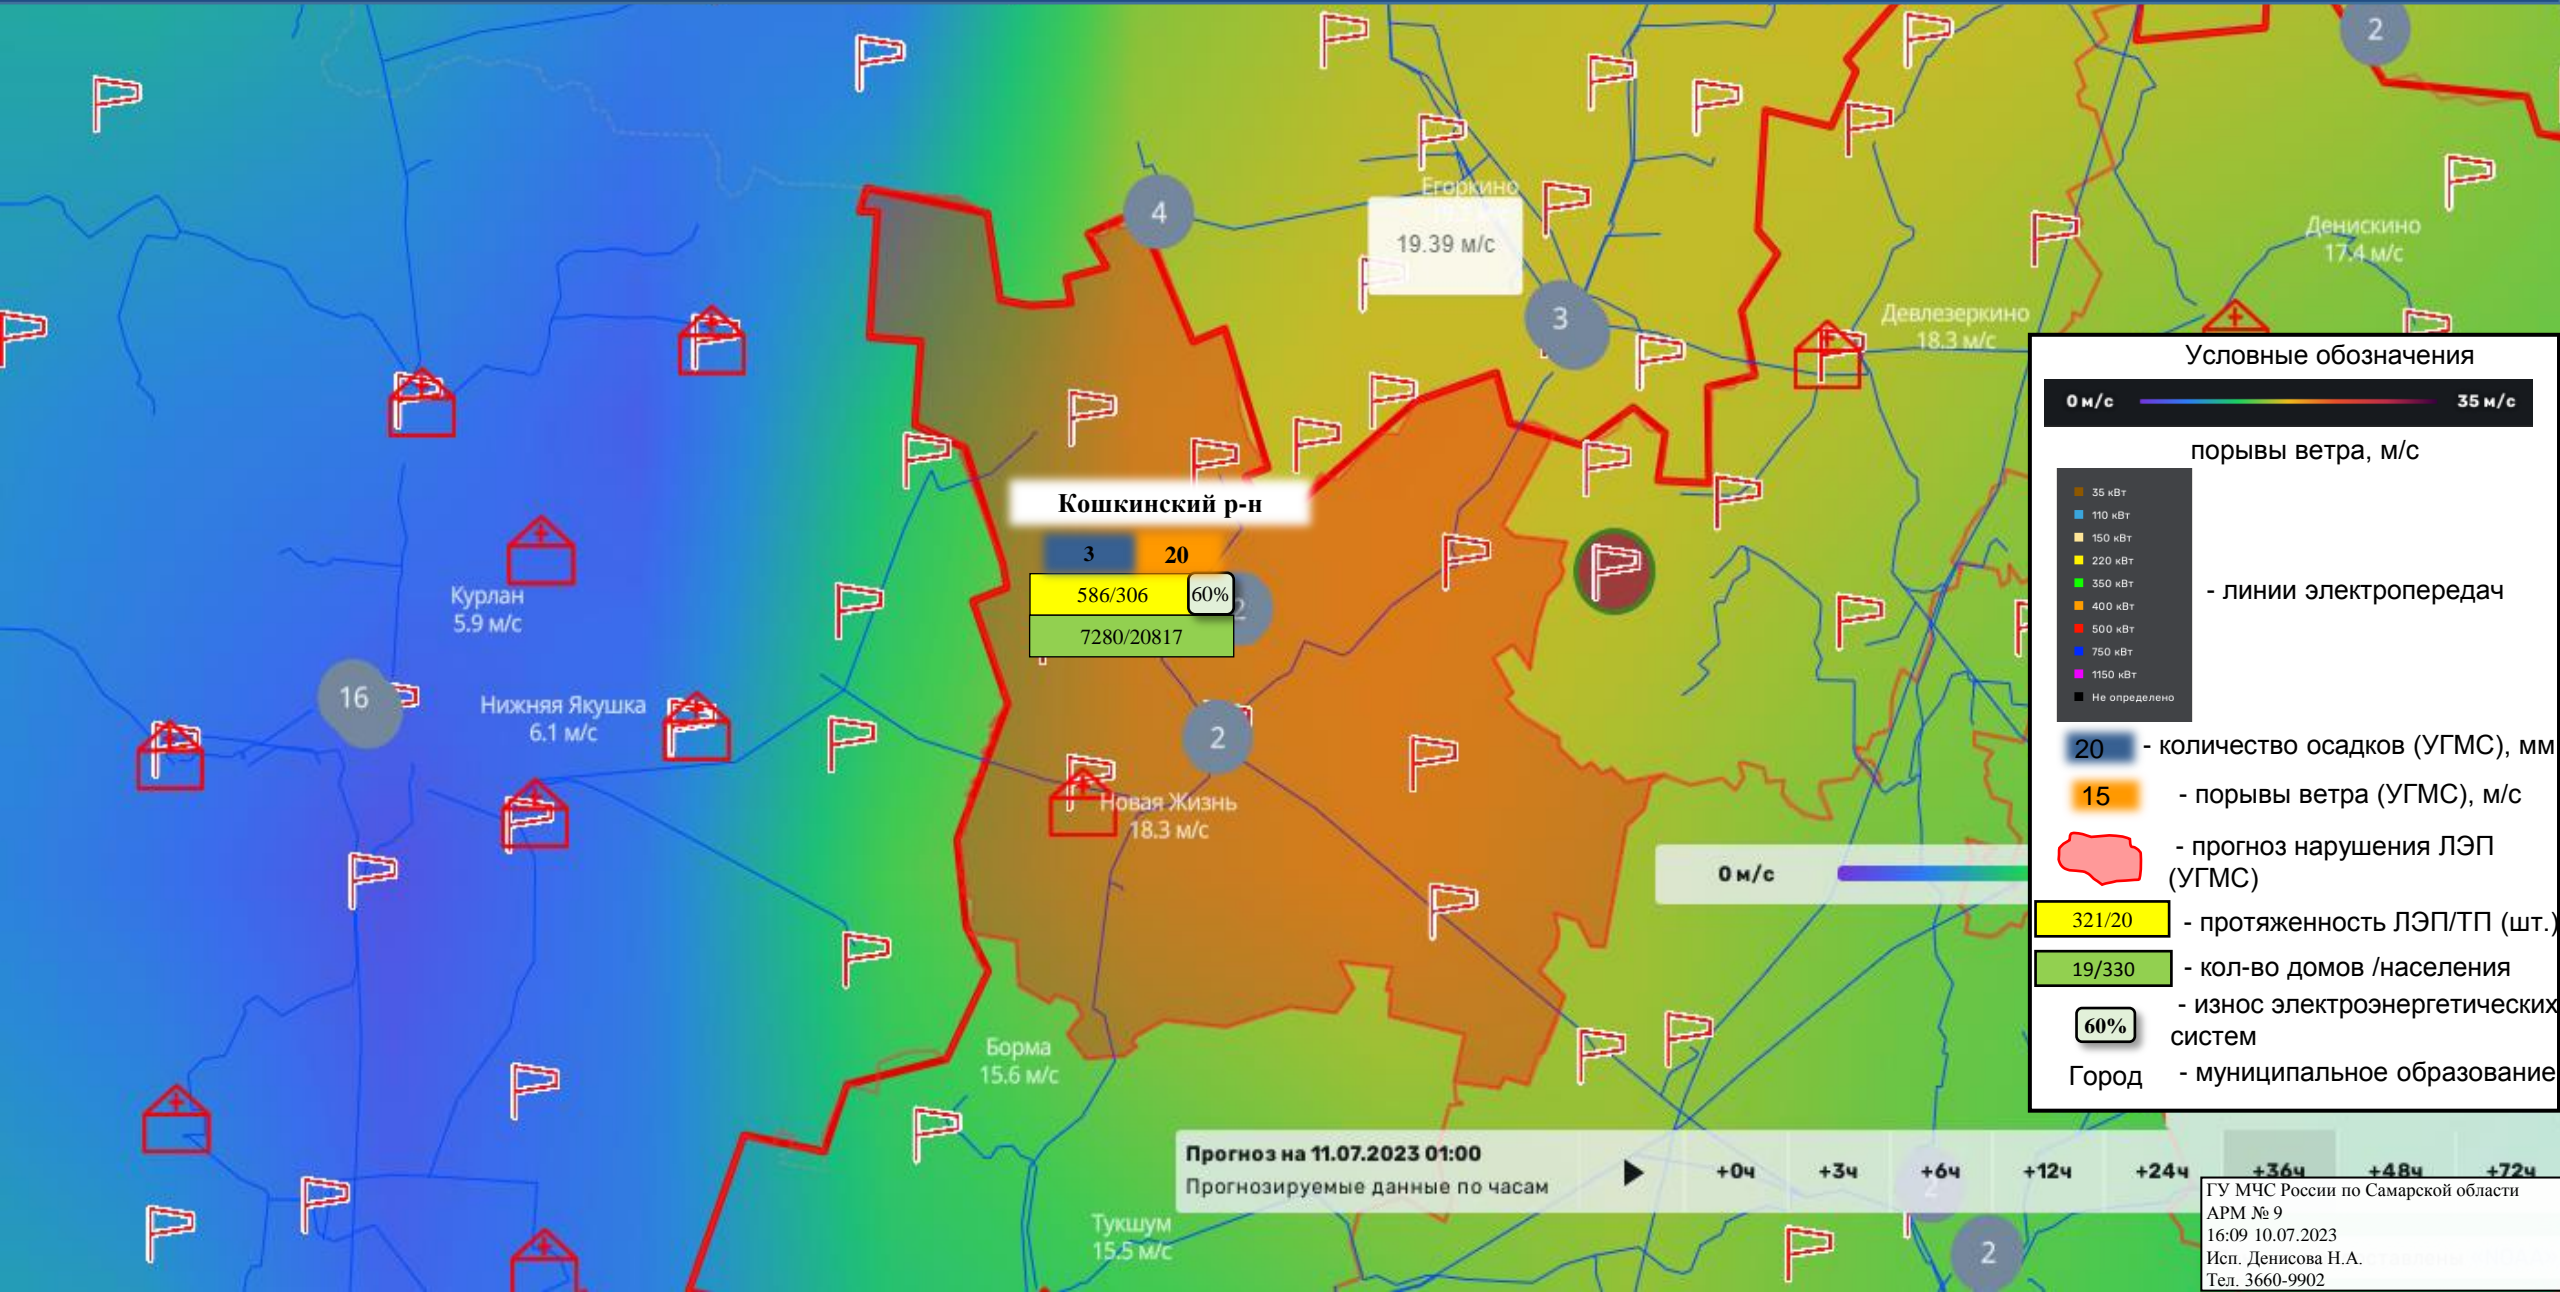 2
4
Егоркино
19.39 м/с
Денискино
17.4 м/с
3
Девлезеркино
18.3 м/с
Кошкинский р-н
3
20
586/306
60%
2
7280/20817
Курлан
5.9 м/с
16
Нижняя Якушка
6.1 м/с
2
Новая Жизнь
18.3 м/с
0 м/с
Борма
15.6 м/с
Тукшум
15.5 м/с
Прогноз на 11.07.2023 01:00
Прогнозируемые данные по часам
+0ч
+3ч
+6ч
+12ч
+24ч
+36ч
+48ч
+72ч
2
2
Условные обозначения
0 м/с
35 м/с
порывы ветра, м/с
35 кВт
110 кВт
150 кВт
220 кВт
350 кВт
400 кВт
500 кВт
750 кВт
1150 кВт
Не определено
- линии электропередач
20
- количество осадков (УГМС), мм
15
- порывы ветра (УГМС), м/с
- прогноз нарушения ЛЭП
(УГМС)
321/20
- протяженность ЛЭП/ТП (шт.)
19/330
- кол-во домов /населения
60%
- износ электроэнергетических
систем
Город
- муниципальное образование
ГУ МЧС России по Самарской области
АРМ № 9
16:09 10.07.2023
Исп. Денисова Н.А.
Тел. 3660-9902